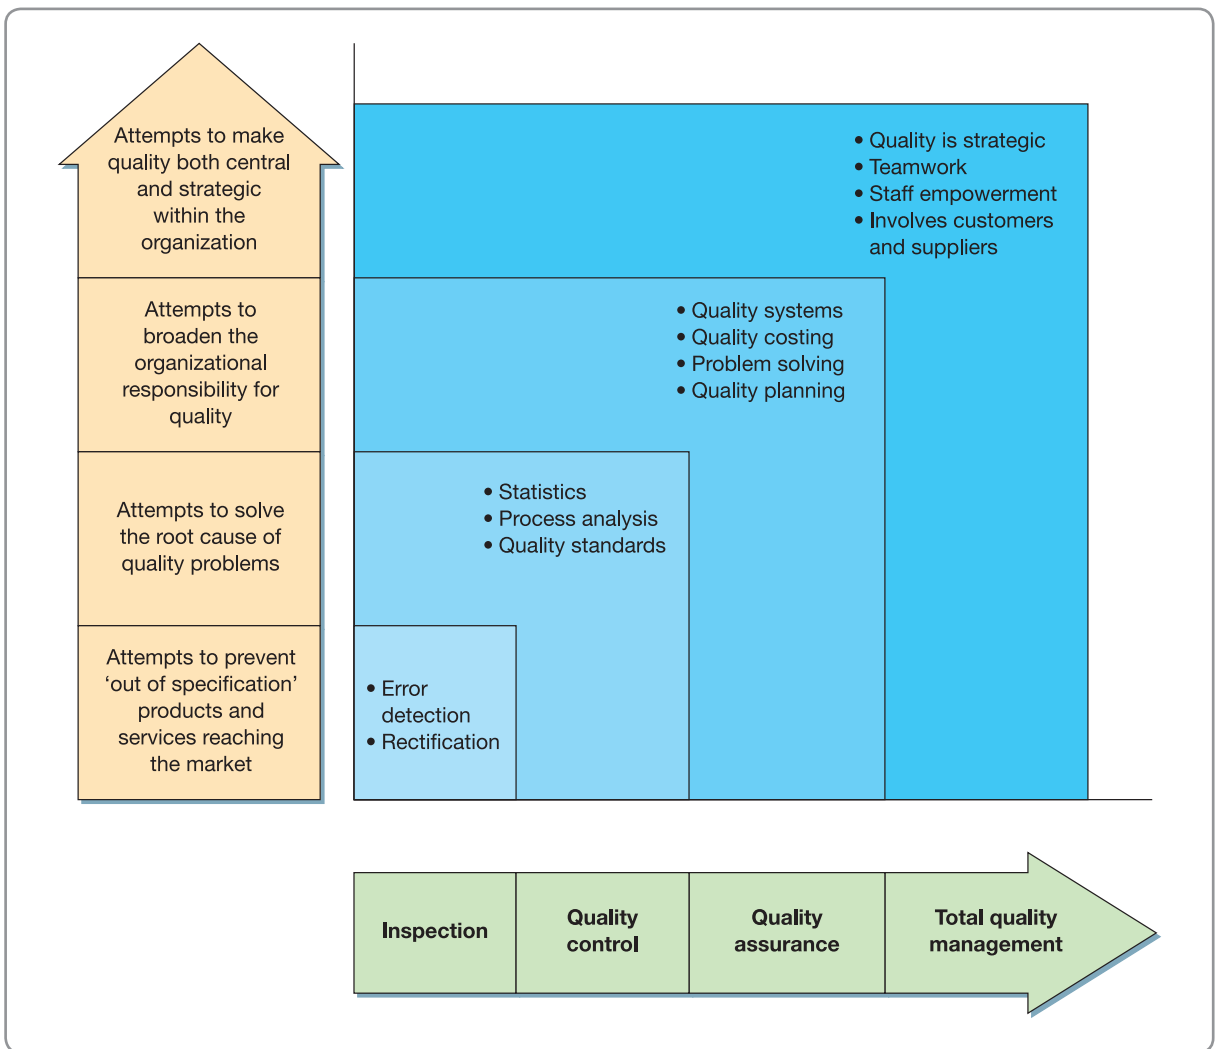 Attempts to make
quality both central
and strategic
within the
organization
Attempts to
broaden the
organizational
responsibility for
quality
Attempts to solve
the root cause of
quality problems
Attempts to prevent
‘out of specification’
products and
services reaching
the market
• Quality is strategic
• Teamwork
• Staff empowerment
• Involves customers
and suppliers
• Quality systems
• Quality costing
• Problem solving
• Quality planning
• Statistics
• Process analysis
• Quality standards
• Error
detection
• Rectification
Inspection
Quality
control
Quality
assurance
Total quality
management